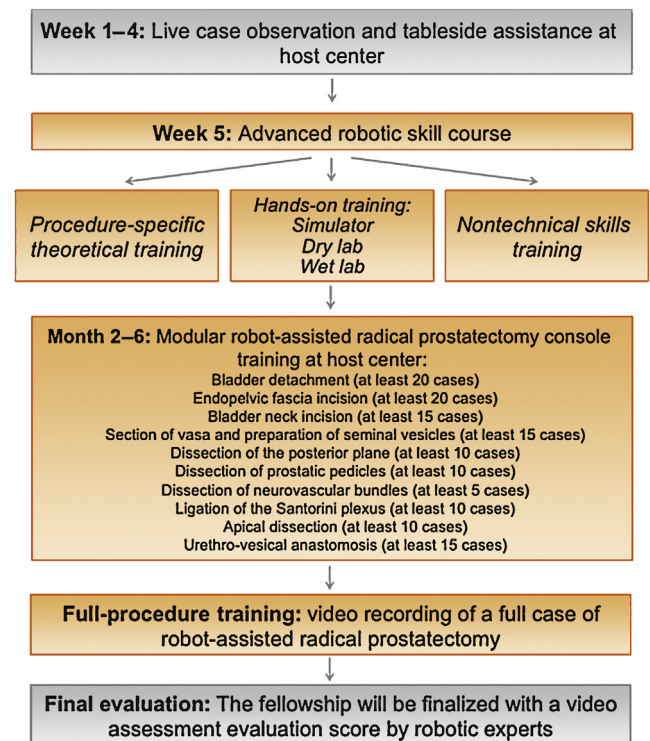 Week 1–4: Live case observation and tableside assistance at
host center
Week 5: Advanced robotic skill course
Procedure-specific
theoretical training
Hands-on training:
Simulator
Dry lab
Wet lab
Nontechnical skills
training
Month 2–6: Modular robot-assisted radical prostatectomy console
training at host center:
Bladder detachment (at least 20 cases)
Endopelvic fascia incision (at least 20 cases)
Bladder neck incision (at least 15 cases)
Section of vasa and preparation of seminal vesicles (at least 15 cases)
Dissection of the posterior plane (at least 10 cases)
Dissection of prostatic pedicles (at least 10 cases)
Dissection of neurovascular bundles (at least 5 cases)
Ligation of the Santorini plexus (at least 10 cases)
Apical dissection (at least 10 cases)
Urethro-vesical anastomosis (at least 15 cases)
Full-procedure training: video recording of a full case of
robot-assisted radical prostatectomy
Final evaluation: The fellowship will be finalized with a video
assessment evaluation score by robotic experts